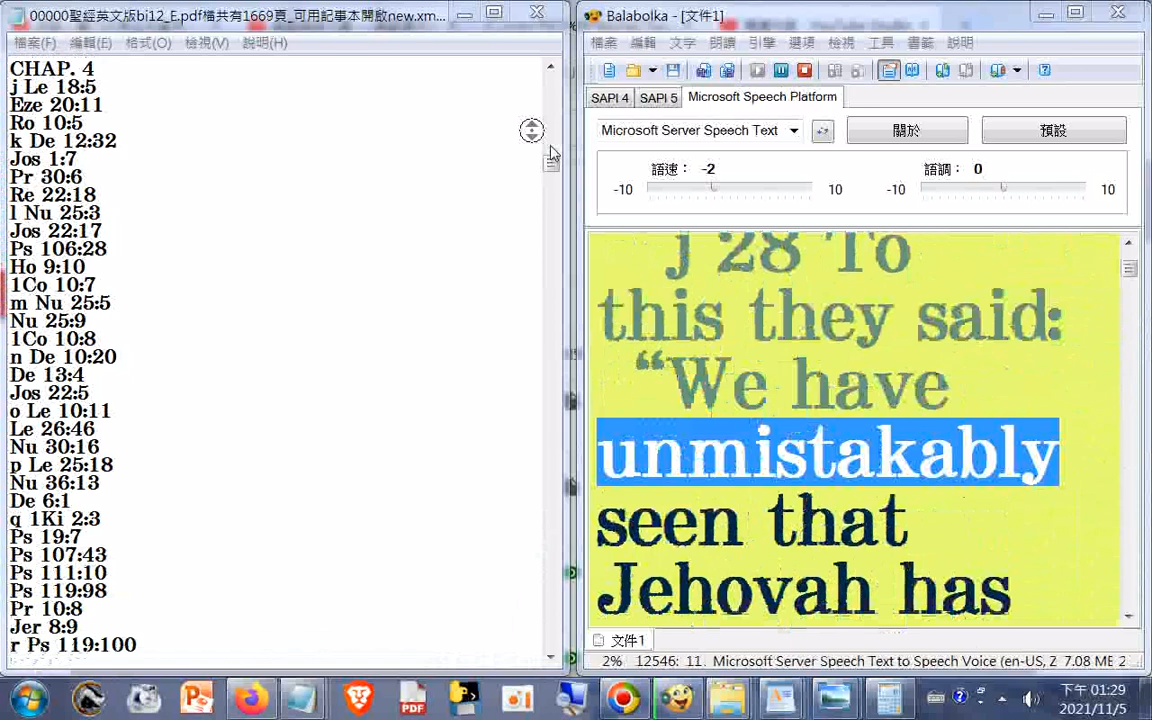 00000聖經英文版bi12_E.pdf檔共有1669頁_可用記事本開啟new.xm...
檔案(F) 編輯(E) 格式(O) 檢視(V) 說明(H)
CHAP. 4
j Le 18:5
Eze 20:11
Ro 10:5
k De 12:32
Jos 1:7
Pr 30:6
Re 22:18
l Nu 25:3
Jos 22:17
Ps 106:28
Ho 9:10
1Co 10:7
m Nu 25:5
Nu 25:9
1Co 10:8
n De 10:20
De 13:4
Jos 22:5
o Le 10:11
Le 26:46
Nu 30:16
p Le 25:18
Nu 36:13
De 6:1
q 1Ki 2:3
Ps 19:7
Ps 107:43
Ps 111:10
Ps 119:98
Pr 10:8
Jer 8:9
r Ps 119:100
Balabolka - [文件1]
檔案 編輯 文字 朗讀 引擎 選項 檢視 工具 書籤 說明
SAPI 4 SAPI 5 Microsoft Speech Platform
Microsoft Server Speech Text 關於 預設
語速： -2 語調： 0
-10 10 -10 10
j 28 To
this they said:
“We have
unmistakably
seen that
Jehovah has
文件1
2% 12546: 11. Microsoft Server Speech Text to Speech Voice (en-US, Z 7.08 ME 2
PDF
下午 01:29
2021/11/5